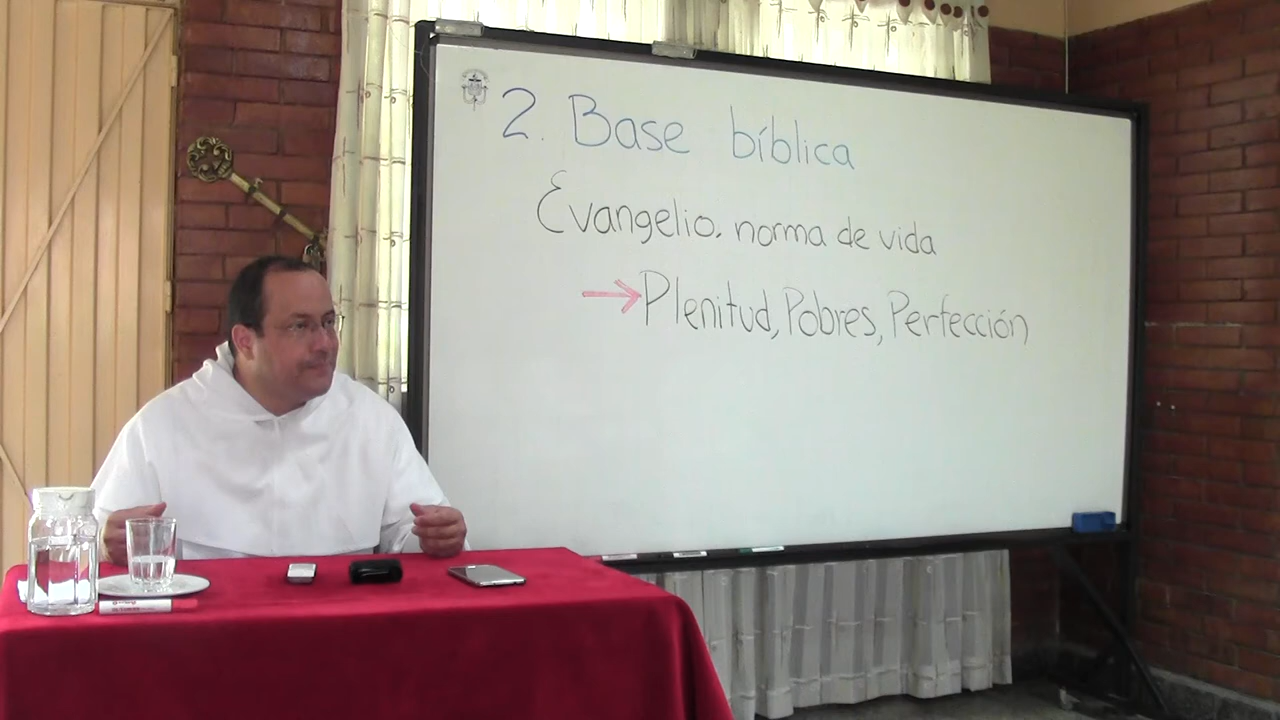 2. Base bíblica
Evangelio. norma de vida
→ Plenitud, Pobres, Perfección